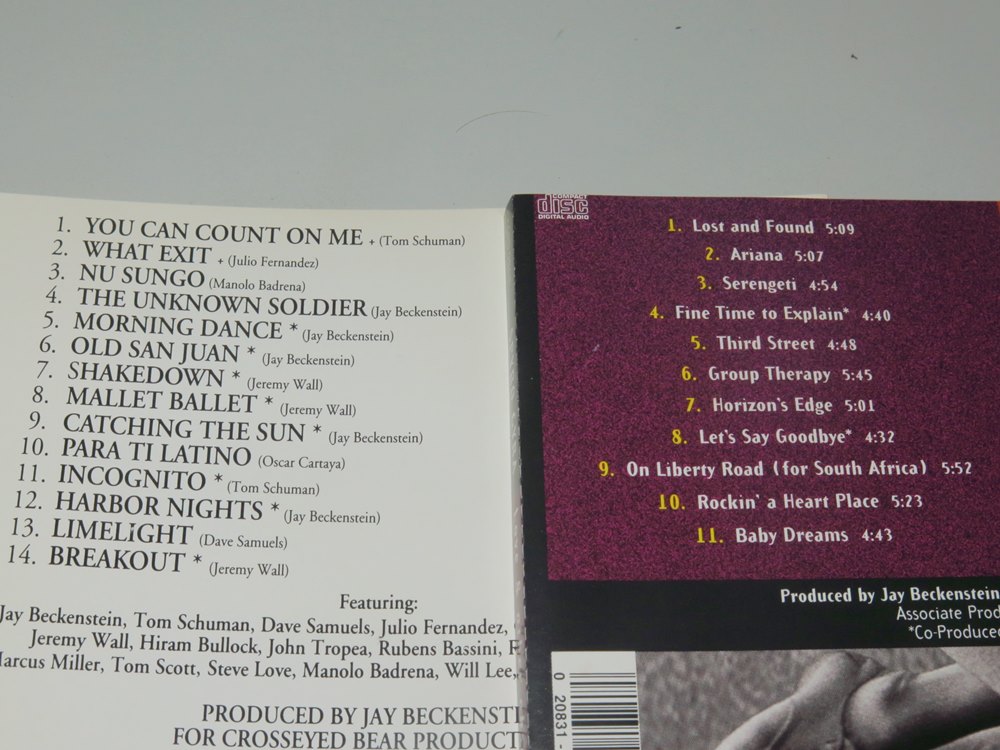 1. YOU CAN COUNT ON ME + (Tom Schuman)
2. WHAT EXIT + (Julio Fernandez)
3. NU SUNGO (Manolo Badrena)
4. THE UNKNOWN SOLDIER (Jay Beckenstein)
5. MORNING DANCE * (Jay Beckenstein)
6. OLD SAN JUAN * (Jay Beckenstein)
7. SHAKEDOWN * (Jeremy Wall)
8. MALLET BALLET * (Jeremy Wall)
9. CATCHING THE SUN * (Jay Beckenstein)
10. PARA TI LATINO (Oscar Cartaya)
11. INCOGNITO * (Tom Schuman)
12. HARBOR NIGHTS * (Jay Beckenstein)
13. LIMELiGHT (Dave Samuels)
14. BREAKOUT * (Jeremy Wall)
Featuring:
Jay Beckenstein, Tom Schuman, Dave Samuels, Julio Fernandez,
Jeremy Wall, Hiram Bullock, John Tropea, Rubens Bassini,
Marcus Miller, Tom Scott, Steve Love, Manolo Badrena, Will Lee,
PRODUCED BY JAY BECKENSTI
FOR CROSSEYED BEAR PRODUCT
COMPACT
disc
DIGITAL AUDIO
1. Lost and Found 5:09
2. Ariana 5:07
3. Serengeti 4:54
4. Fine Time to Explain* 4:40
5. Third Street 4:48
6. Group Therapy 5:45
7. Horizon's Edge 5:01
8. Let's Say Goodbye* 4:32
9. On Liberty Road (for South Africa) 5:52
10. Rockin' a Heart Place 5:23
11. Baby Dreams 4:43
Produced by Jay Beckenstein
Associate Prod
*Co-Produced
0 20831 -